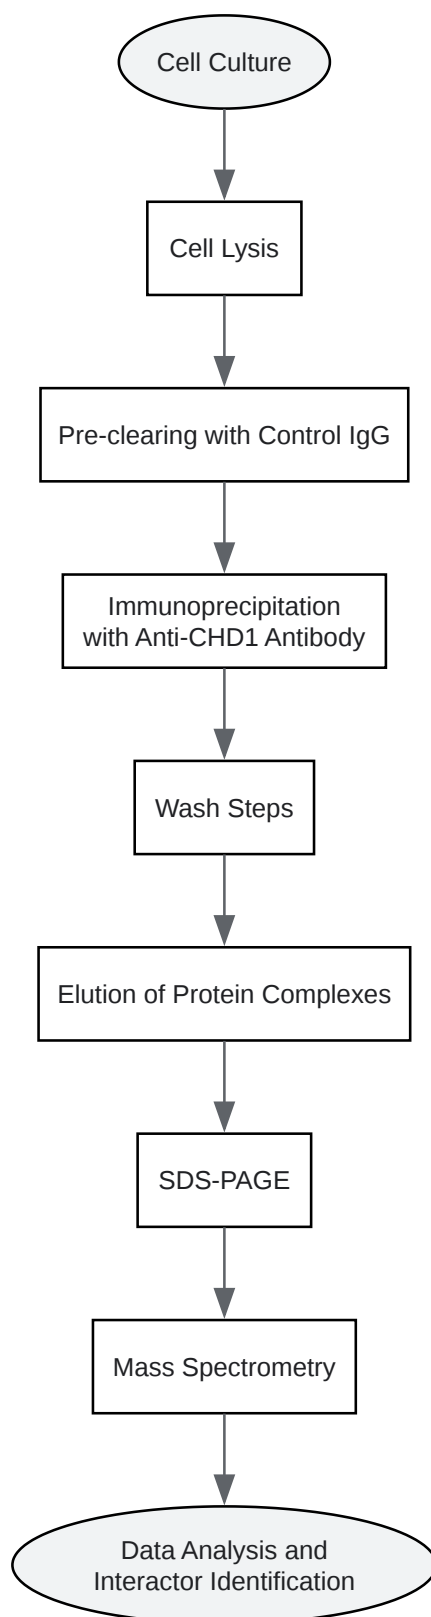 Cell Culture
Cell Lysis
Pre-clearing with Control IgG
Immunoprecipitation
with Anti-CHD1 Antibody
Wash Steps
Elution of Protein Complexes
SDS-PAGE
Mass Spectrometry
Data Analysis and
Interactor Identification